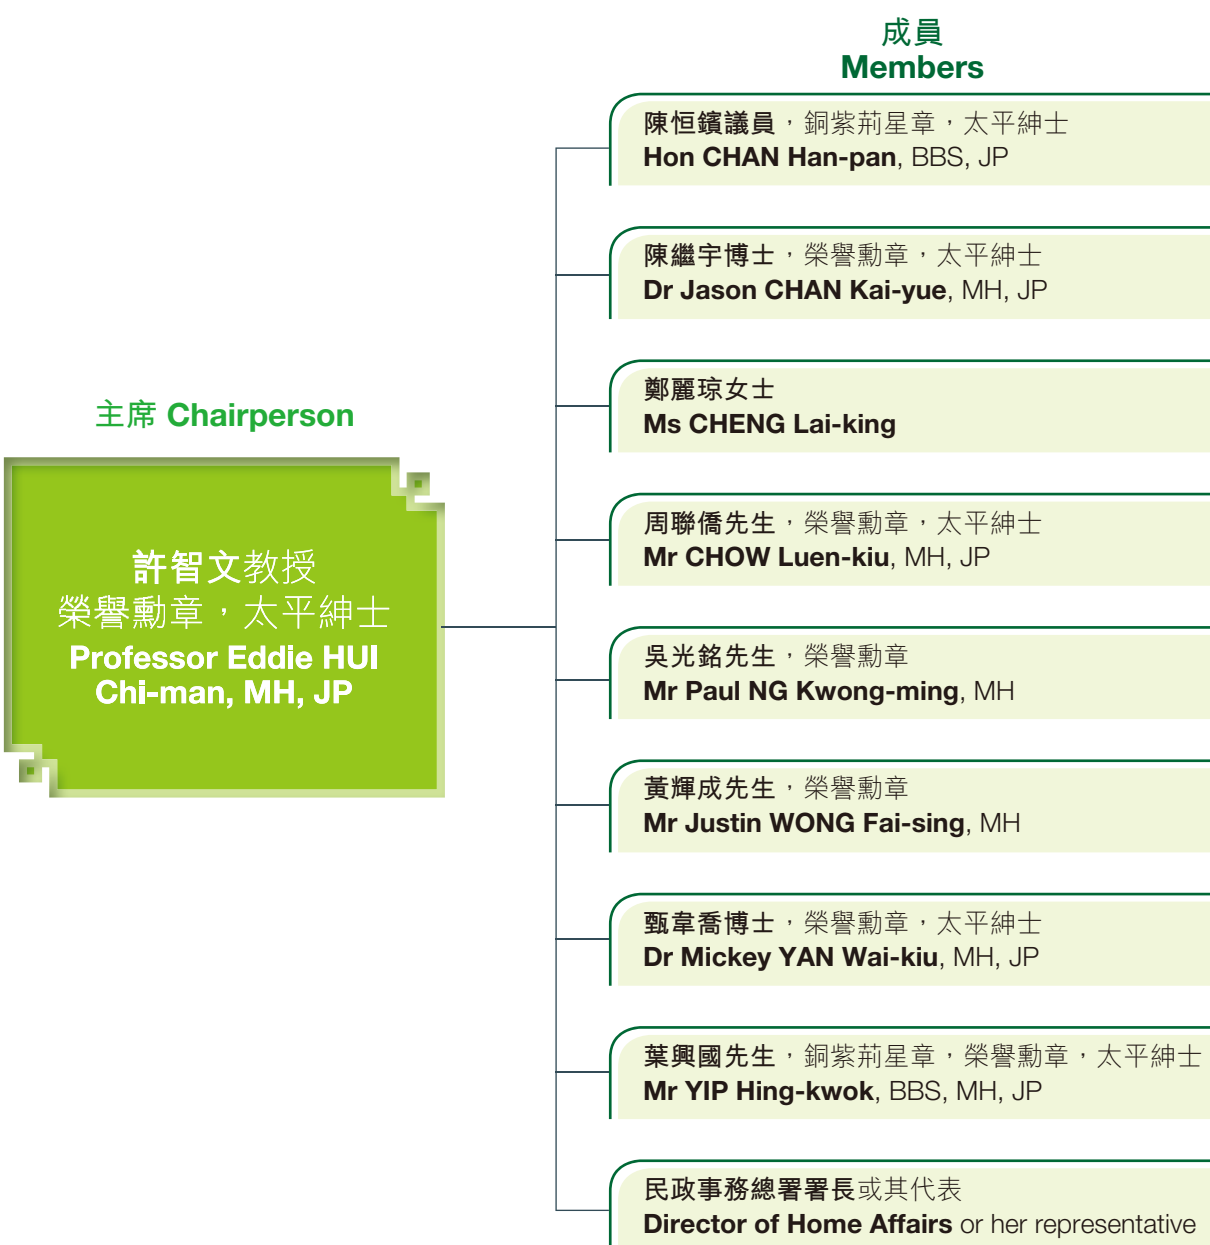 主席 Chairperson
許智文教授
榮譽勳章，太平紳士
Professor Eddie HUI
Chi-man, MH, JP
成員
Members
陳恒鑌議員，銅紫荊星章，太平紳士
Hon CHAN Han-pan, BBS, JP
陳繼宇博士，榮譽勳章，太平紳士
Dr Jason CHAN Kai-yue, MH, JP
鄭麗琼女士
Ms CHENG Lai-king
周聯僑先生，榮譽勳章，太平紳士
Mr CHOW Luen-kiu, MH, JP
吳光銘先生，榮譽勳章
Mr Paul NG Kwong-ming, MH
黃輝成先生，榮譽勳章
Mr Justin WONG Fai-sing, MH
甄韋喬博士，榮譽勳章，太平紳士
Dr Mickey YAN Wai-kiu, MH, JP
葉興國先生，銅紫荊星章，榮譽勳章，太平紳士
Mr YIP Hing-kwok, BBS, MH, JP
民政事務總署署長或其代表
Director of Home Affairs or her representative